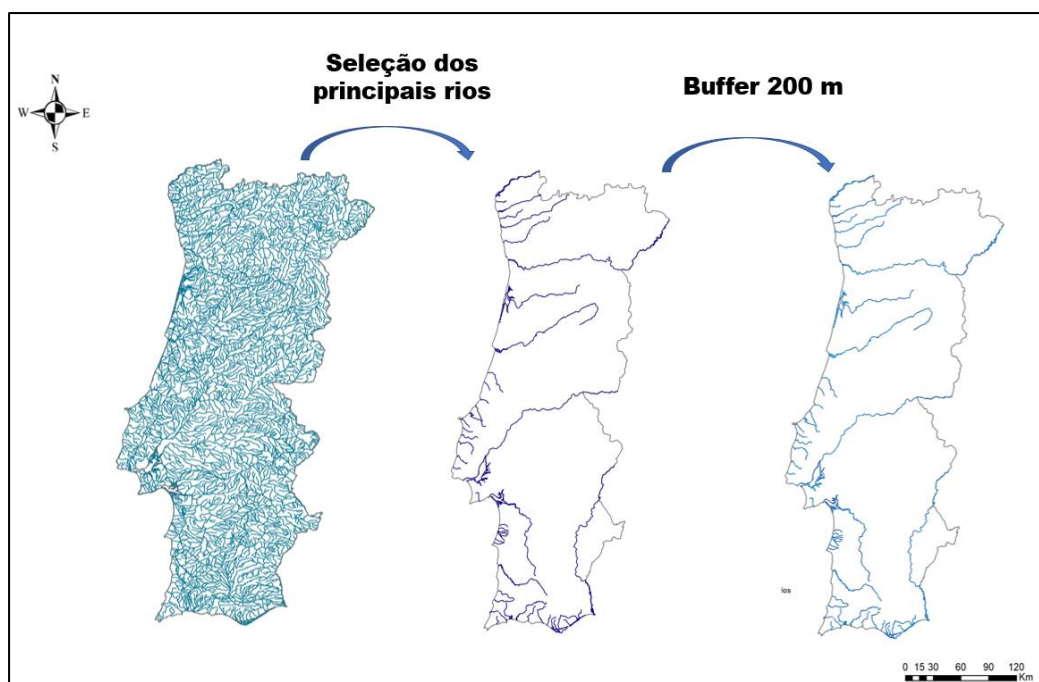 Seleção dos
principais rios
Buffer 200 m
N
W E
S
ios
0 15 30 60 90 120
Km